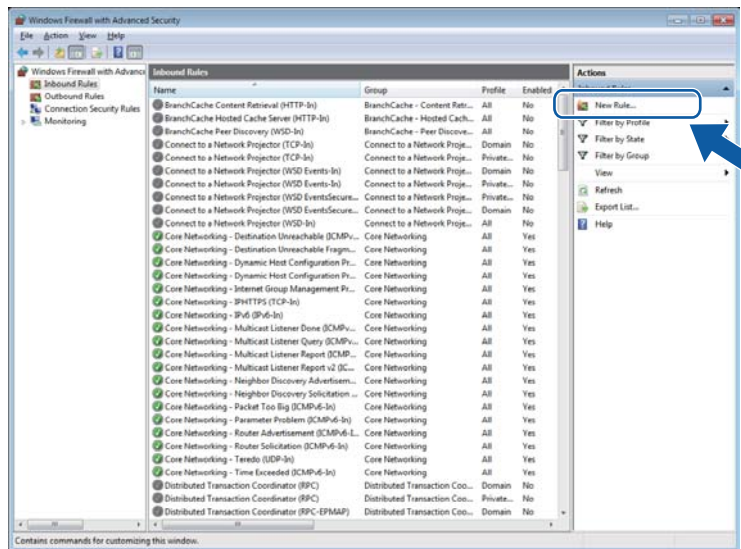 Windows Firewall with Advanced Security
File Action View Help
Windows Firewall with Advance
Inbound Rules
Outbound Rules
Connection Security Rules
Monitoring
Inbound Rules
Name Group Profile Enabled
BranchCache Content Retrieval (HTTP-In) BranchCache - Content Retr... All No
BranchCache Hosted Cache Server (HTTP-In) BranchCache - Hosted Cach... All No
BranchCache Peer Discovery (WSD-In) BranchCache - Peer Discove... All No
Connect to a Network Projector (TCP-In) Connect to a Network Proje... Domain No
Connect to a Network Projector (TCP-In) Connect to a Network Proje... Private... No
Connect to a Network Projector (WSD Events-In) Connect to a Network Proje... Domain No
Connect to a Network Projector (WSD Events-In) Connect to a Network Proje... Private... No
Connect to a Network Projector (WSD EventsSecure... Connect to a Network Proje... Private... No
Connect to a Network Projector (WSD EventsSecure... Connect to a Network Proje... Domain No
Connect to a Network Projector (WSD-In) Connect to a Network Proje... All No
Core Networking - Destination Unreachable (ICMPv... Core Networking All Yes
Core Networking - Destination Unreachable Fragm... Core Networking All Yes
Core Networking - Dynamic Host Configuration Pr... Core Networking All Yes
Core Networking - Dynamic Host Configuration Pr... Core Networking All Yes
Core Networking - Internet Group Management Pr... Core Networking All Yes
Core Networking - IPHTTPS (TCP-In) Core Networking All Yes
Core Networking - IPv6 (IPv6-In) Core Networking All Yes
Core Networking - Multicast Listener Done (ICMPv... Core Networking All Yes
Core Networking - Multicast Listener Query (ICMPv... Core Networking All Yes
Core Networking - Multicast Listener Report (ICMP... Core Networking All Yes
Core Networking - Multicast Listener Report v2 (IC... Core Networking All Yes
Core Networking - Neighbor Discovery Advertisem... Core Networking All Yes
Core Networking - Neighbor Discovery Solicitation ... Core Networking All Yes
Core Networking - Packet Too Big (ICMPv6-In) Core Networking All Yes
Core Networking - Parameter Problem (ICMPv6-In) Core Networking All Yes
Core Networking - Router Advertisement (ICMPv6-I... Core Networking All Yes
Core Networking - Router Solicitation (ICMPv6-In) Core Networking All Yes
Core Networking - Teredo (UDP-In) Core Networking All Yes
Core Networking - Time Exceeded (ICMPv6-In) Core Networking All Yes
Distributed Transaction Coordinator (RPC) Distributed Transaction Coo... Domain No
Distributed Transaction Coordinator (RPC) Distributed Transaction Coo... Private... No
Distributed Transaction Coordinator (RPC-EPMAP) Distributed Transaction Coo... Domain No
Actions
New Rule...
Filter by Profile
Filter by State
Filter by Group
View
Refresh
Export List...
Help
Contains commands for customizing this window.